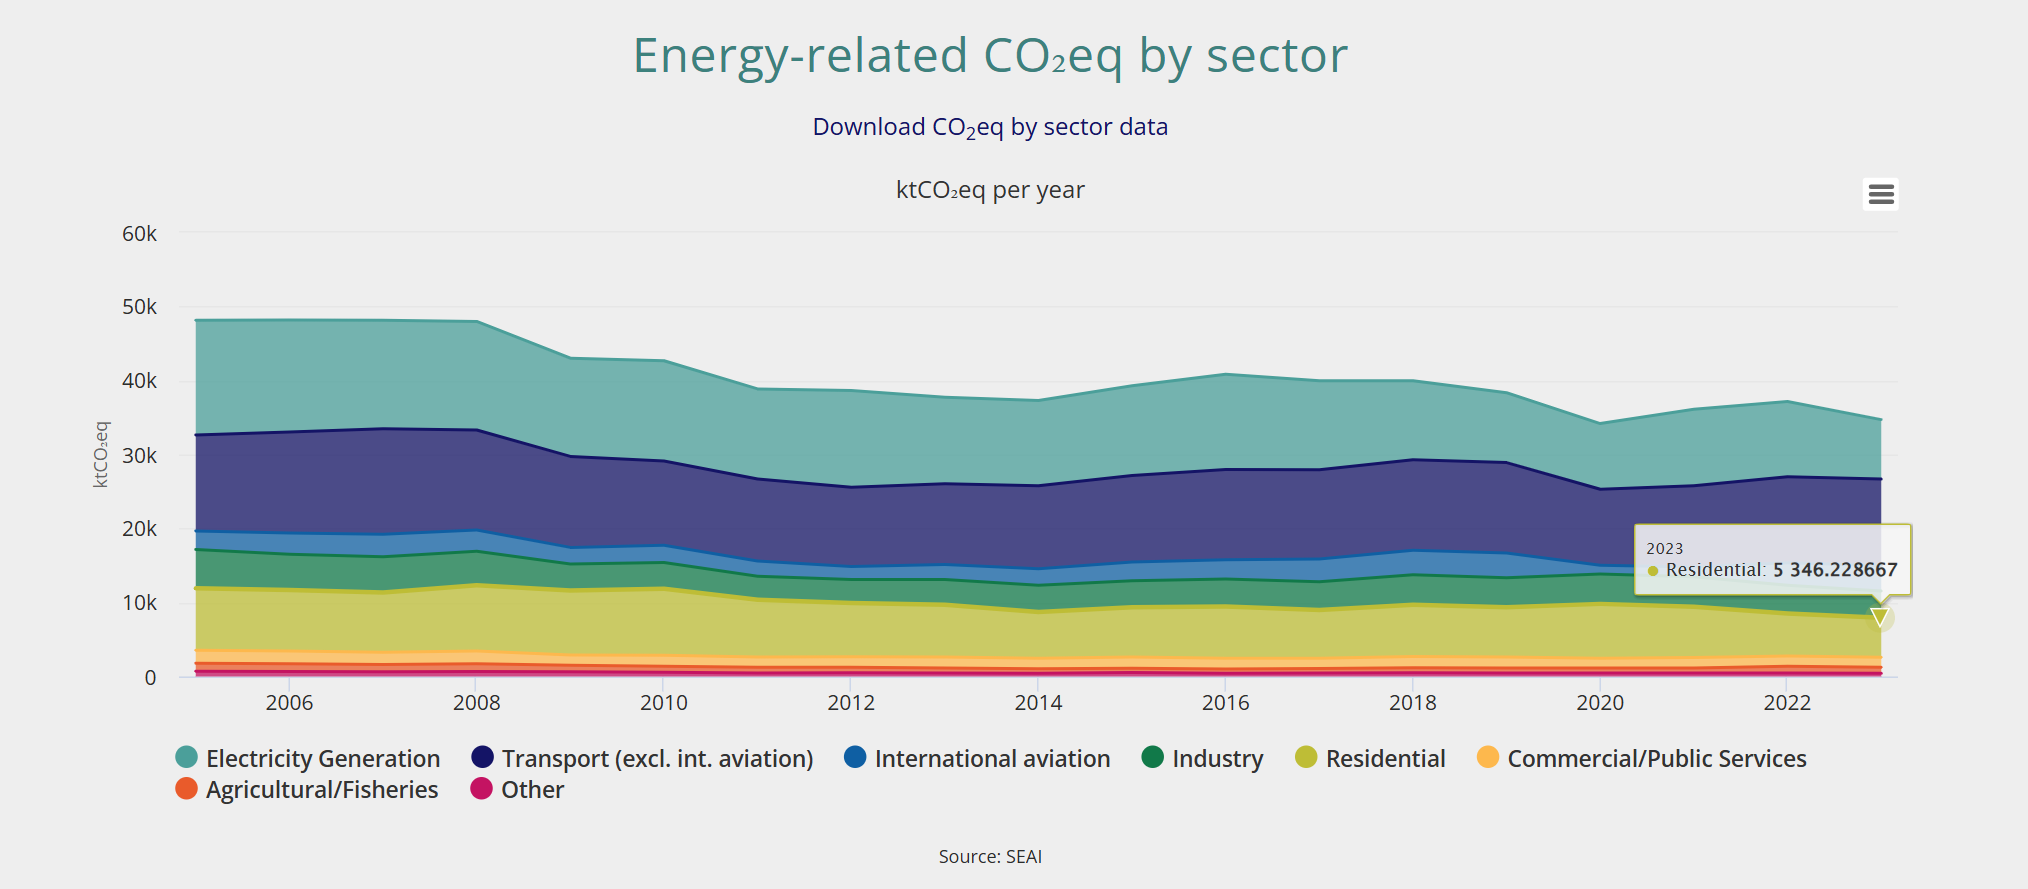 Energy-related CO₂eq by sector
Download CO₂eq by sector data
ktCO₂eq per year
60k
50k
40k
30k
20k
10k
0
ktCO₂eq
2023
Residential: 5 346.228667
2006 2008 2010 2012 2014 2016 2018 2020 2022
Electricity Generation Transport (excl. int. aviation) International aviation Industry Residential Commercial/Public Services
Agricultural/Fisheries Other
Source: SEAI